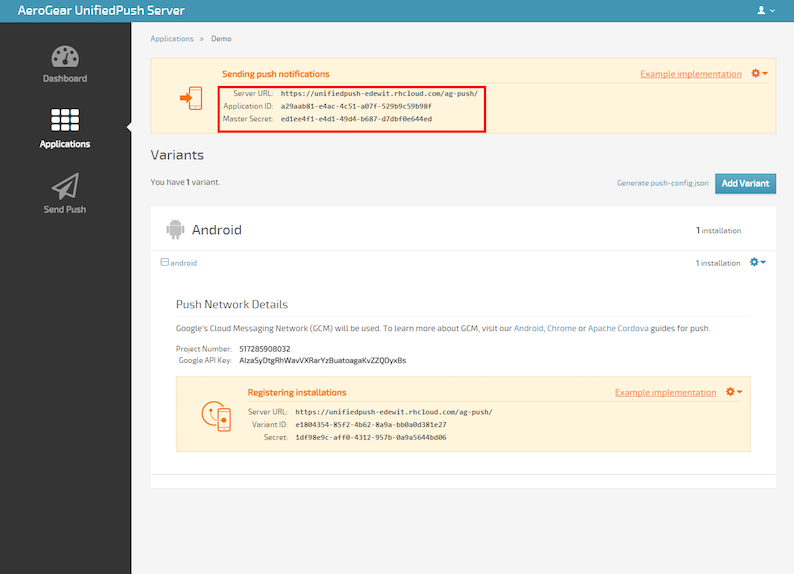 AeroGear UnifiedPush Server
Applications » Demo
Dashboard
Applications
Send Push
Sending push notifications
Example implementation
Server URL: https://unifiedpush-edewit.rhcloud.com/ag-push/
Application ID: a29aab81-e4ac-4c51-a07f-529b9c59b98f
Master Secret: ed1ee4f1-e4d1-49d4-b687-d7dbf0e644ed
Variants
You have 1 variant.
Generate push-config.json
Add Variant
Android
1 installation
android
1 installation
Push Network Details
Google's Cloud Messaging Network (GCM) will be used. To learn more about GCM, visit our Android, Chrome or Apache Cordova guides for push.
Project Number: 517285908032
Google API Key: AIzaSyDtgRhWavVXRarYzBuatoagaKvZZQDyxBs
Registering installations
Example implementation
Server URL: https://unifiedpush-edewit.rhcloud.com/ag-push/
Variant ID: e1804354-85f2-4b62-8a9a-bb0a0d381e27
Secret: 1df98e9c-aff0-4312-957b-0a9a5644bd06